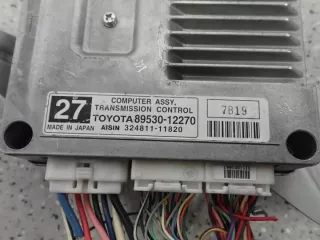 27
COMPUTER ASSY,
TRANSMISSION CONTROL
TOYOTA 89530-12270
MADE IN JAPAN AISIN 324811-11820
7819